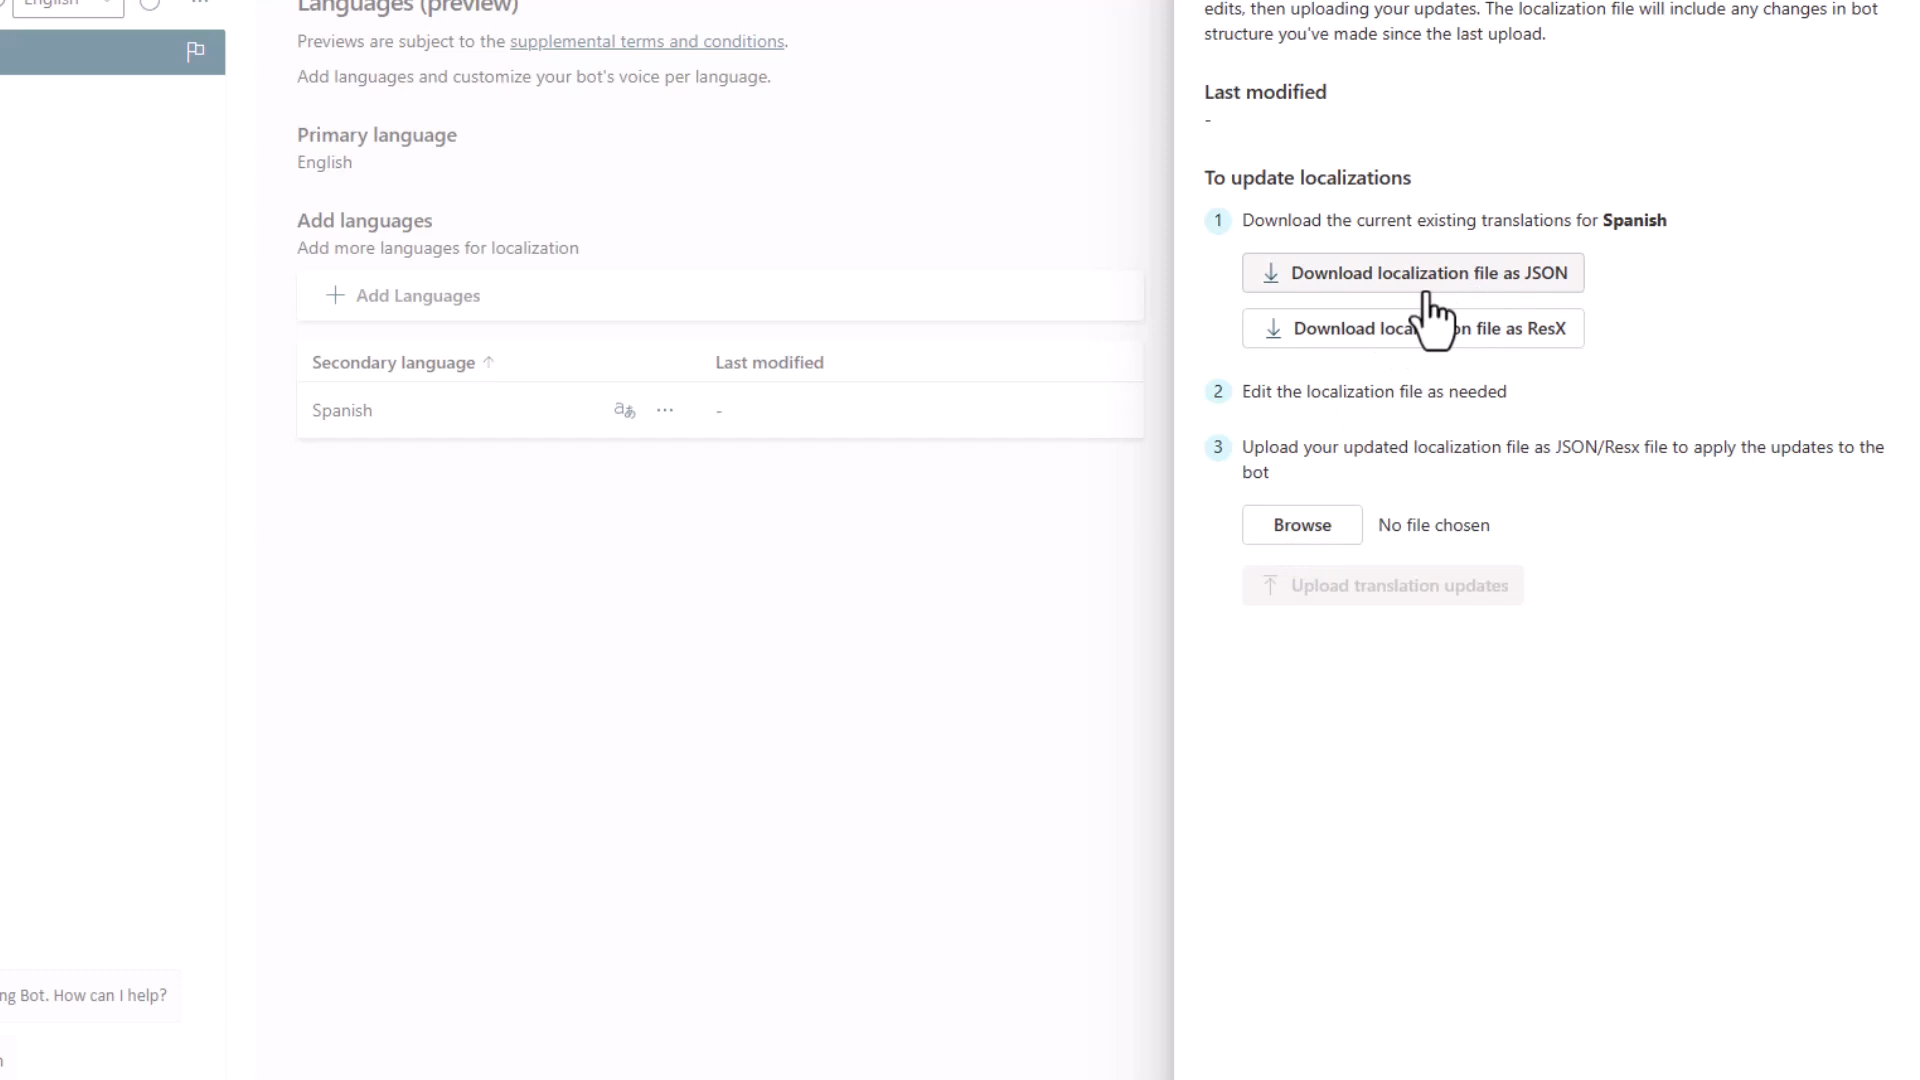 English
ng Bot. How can I help?
Languages (preview)
Previews are subject to the supplemental terms and conditions.
Add languages and customize your bot's voice per language.
Primary language
English
Add languages
Add more languages for localization
Add Languages
Secondary language ↑ Last modified
Spanish aあ ... -
edits, then uploading your updates. The localization file will include any changes in bot
structure you've made since the last upload.
Last modified
-
To update localizations
1 Download the current existing translations for Spanish
Download localization file as JSON
Download loca on file as ResX
2 Edit the localization file as needed
3 Upload your updated localization file as JSON/Resx file to apply the updates to the
bot
Browse No file chosen
Upload translation updates